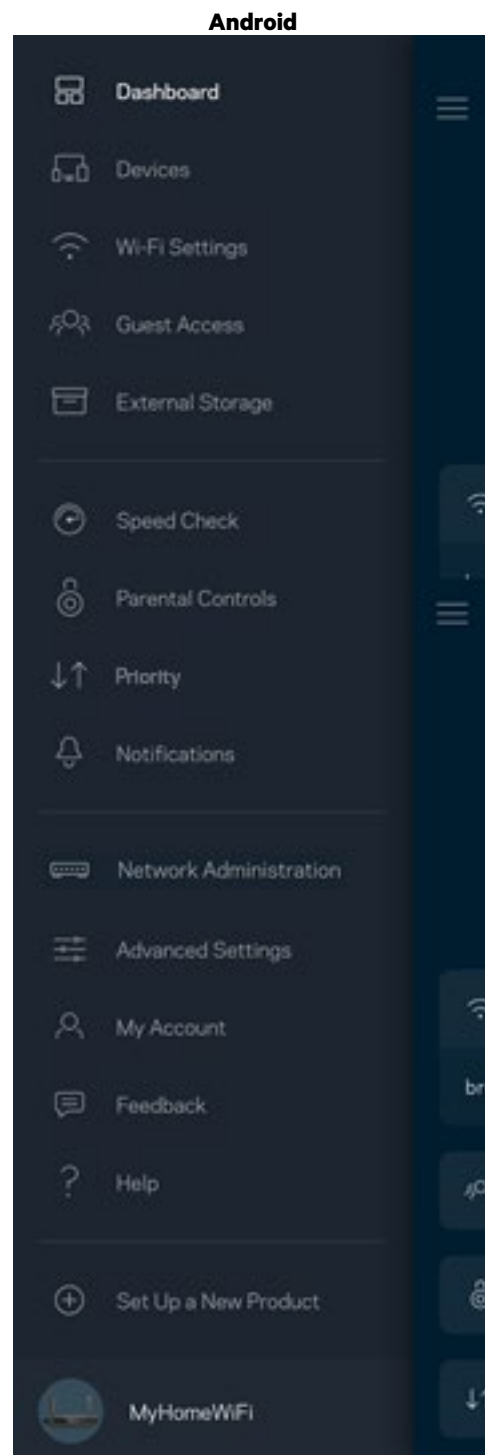 Android
Dashboard
Devices
Wi-Fi Settings
Guest Access
External Storage
Speed Check
Parental Controls
Priority
Notifications
Network Administration
Advanced Settings
My Account
Feedback
br
Help
Set Up a New Product
MyHomeWiFi